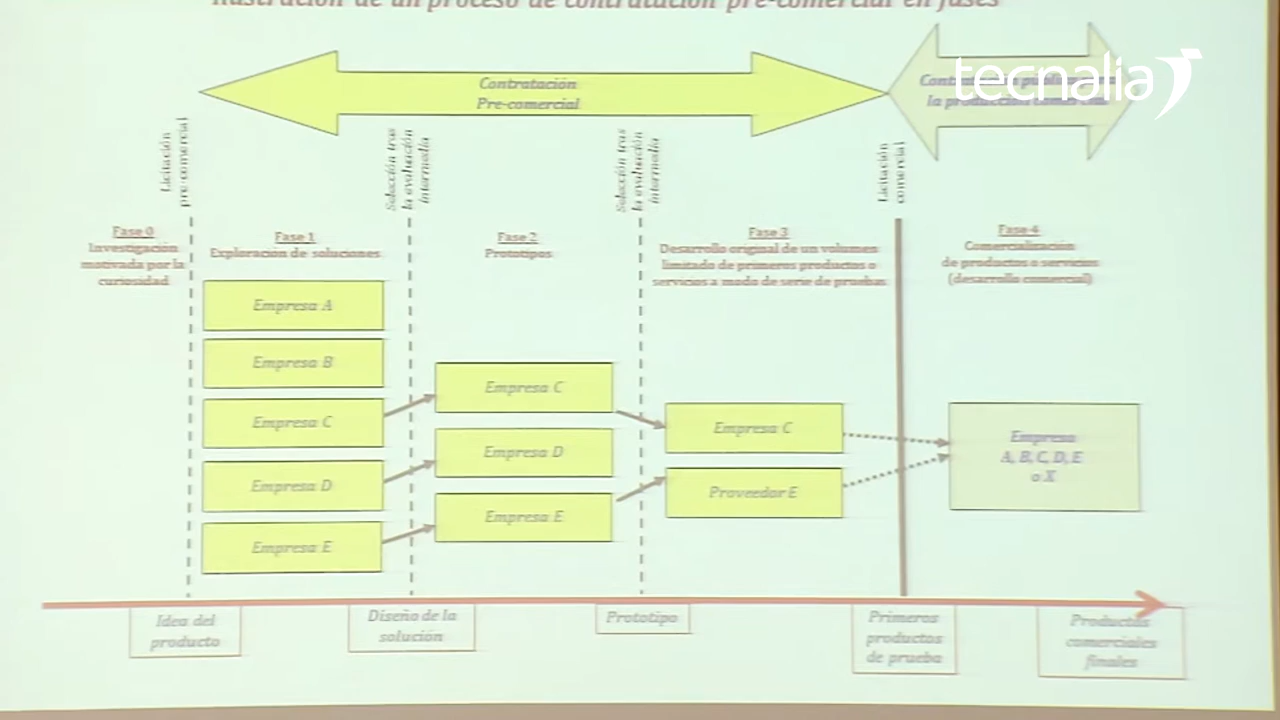 Ilustración de un proceso de contratación pre-comercial en fases
tecnalia
Contratación
Pre-comercial
Licitación
pre-comercial
Selección tras
la evaluación
intermedia
Selección tras
la evaluación
intermedia
Licitación
comercial
Fase 0
Investigación
motivada por la
curiosidad
Fase 1
Exploración de soluciones
Fase 2
Prototipos
Fase 3
Desarrollo original de un volumen
limitado de primeros productos o
servicios a modo de serie de pruebas
Fase 4
Comercialización
de productos o servicios
(desarrollo comercial)
Empresa A
Empresa B
Empresa C
Empresa D
Empresa E
Empresa C
Empresa D
Empresa E
Empresa C
Proveedor E
Empresa
A, B, C, D, E
o X
Idea del
producto
Diseño de la
solución
Prototipo
Primeros
productos
de prueba
Productos
comerciales
finales